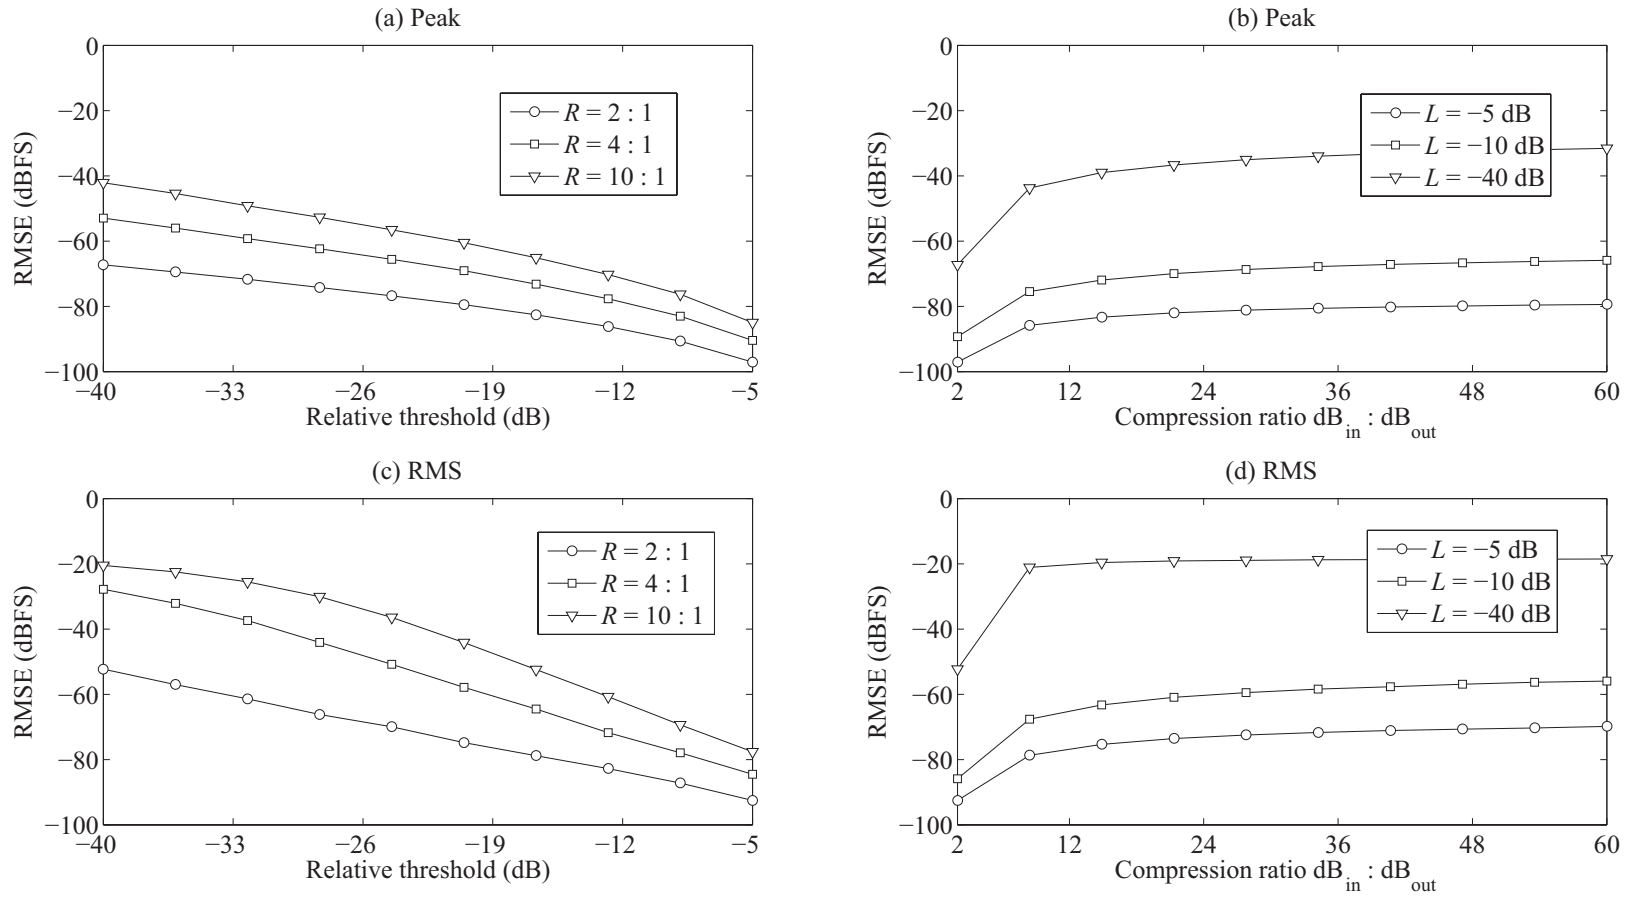 (a) Peak
0
−20
−40
−60
−80
−100
RMSE (dBFS)
R = 2 : 1
R = 4 : 1
R = 10 : 1
−40 −33 −26 −19 −12 −5
Relative threshold (dB)
(b) Peak
0
−20
−40
−60
−80
−100
RMSE (dBFS)
L = −5 dB
L = −10 dB
L = −40 dB
2 12 24 36 48 60
Compression ratio dBin : dBout
(c) RMS
0
−20
−40
−60
−80
−100
RMSE (dBFS)
R = 2 : 1
R = 4 : 1
R = 10 : 1
−40 −33 −26 −19 −12 −5
Relative threshold (dB)
(d) RMS
0
−20
−40
−60
−80
−100
RMSE (dBFS)
L = −5 dB
L = −10 dB
L = −40 dB
2 12 24 36 48 60
Compression ratio dBin : dBout